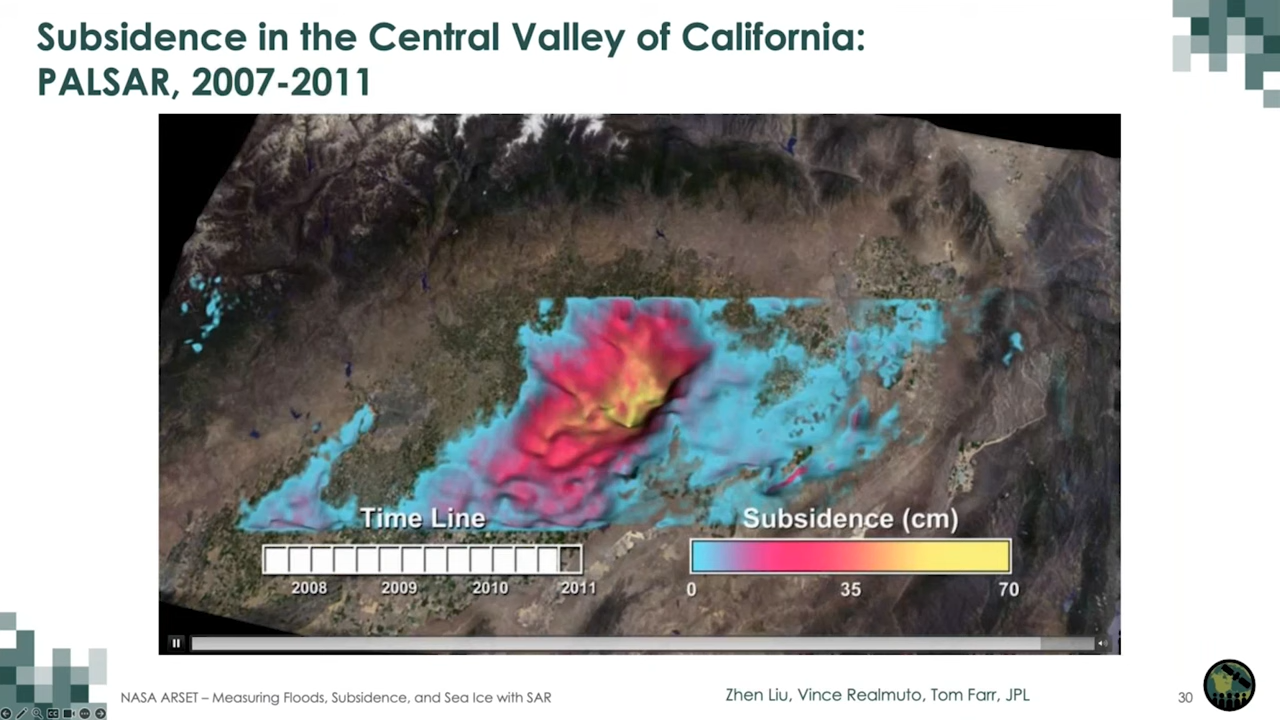 Subsidence in the Central Valley of California:
PALSAR, 2007-2011
Time Line
2008 2009 2010 2011
Subsidence (cm)
0 35 70
NASA ARSET – Measuring Floods, Subsidence, and Sea Ice with SAR
Zhen Liu, Vince Realmuto, Tom Farr, JPL
30